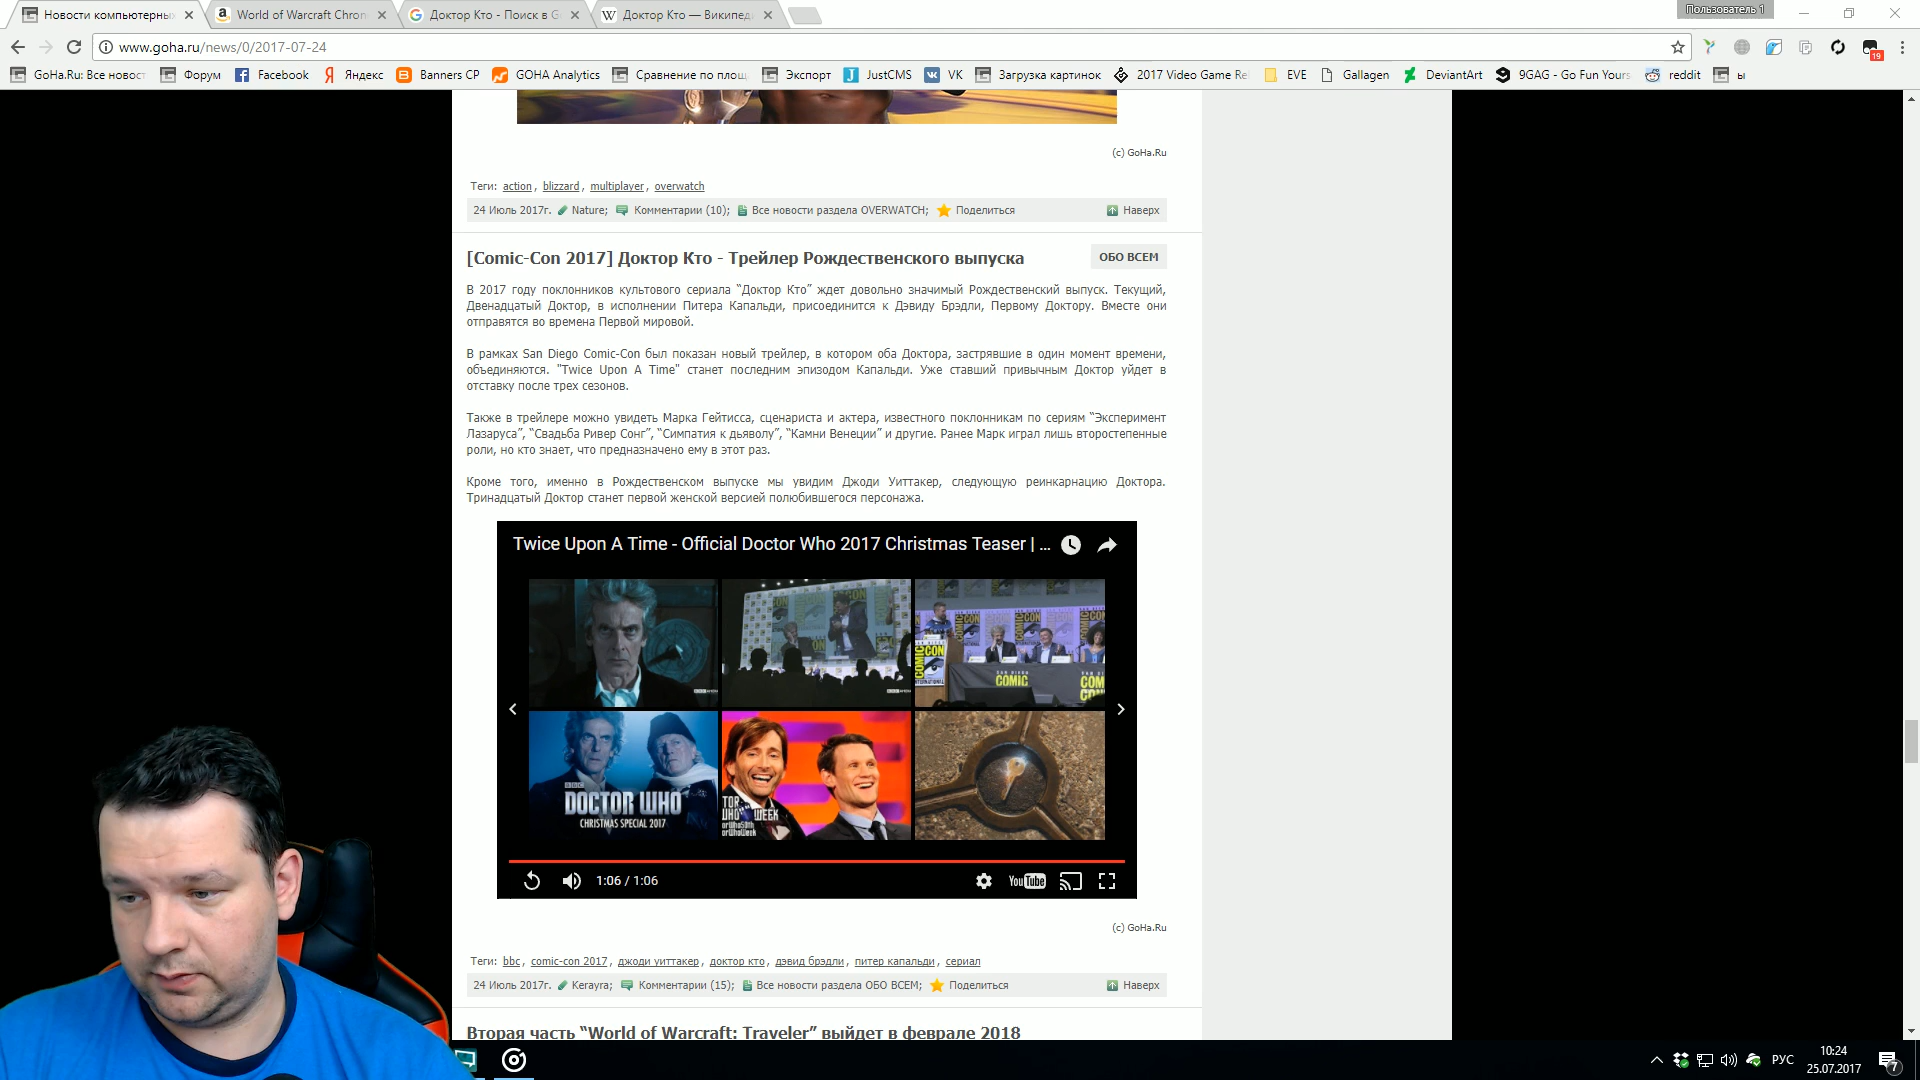 Новости компьютерных
World of Warcraft Chron
Доктор Кто - Поиск в G
Доктор Кто — Википед
Пользователь 1
www.goha.ru/news/0/2017-07-24
19
GoHa.Ru: Все новост
Форум
Facebook
Яндекс
Banners CP
GOHA Analytics
Сравнение по площ
Экспорт
JustCMS
VK
Загрузка картинок
2017 Video Game Re
EVE
Gallagen
DeviantArt
9GAG - Go Fun Yours
reddit
ы
(c) GoHa.Ru
Теги: action, blizzard, multiplayer, overwatch
24 Июль 2017г. Nature; Комментарии (10); Все новости раздела OVERWATCH; Поделиться Наверх
[Comic-Con 2017] Доктор Кто - Трейлер Рождественского выпуска
ОБО ВСЕМ
В 2017 году поклонников культового сериала “Доктор Кто” ждет довольно значимый Рождественский выпуск. Текущий,
Двенадцатый Доктор, в исполнении Питера Капальди, присоединится к Дэвиду Брэдли, Первому Доктору. Вместе они
отправятся во времена Первой мировой.
В рамках San Diego Comic-Con был показан новый трейлер, в котором оба Доктора, застрявшие в один момент времени,
объединяются. "Twice Upon A Time" станет последним эпизодом Капальди. Уже ставший привычным Доктор уйдет в
отставку после трех сезонов.
Также в трейлере можно увидеть Марка Гейтисса, сценариста и актера, известного поклонникам по сериям “Эксперимент
Лазаруса”, “Свадьба Ривер Сонг”, “Симпатия к дьяволу”, “Камни Венеции” и другие. Ранее Марк играл лишь второстепенные
роли, но кто знает, что предназначено ему в этот раз.
Кроме того, именно в Рождественском выпуске мы увидим Джоди Уиттакер, следующую реинкарнацию Доктора.
Тринадцатый Доктор станет первой женской версией полюбившегося персонажа.
Twice Upon A Time - Official Doctor Who 2017 Christmas Teaser | ...
COMIC CON
COMIC
DOCTOR WHO
CHRISTMAS SPECIAL 2017
TOR
WHO WEEK
1:06 / 1:06
YouTube
(c) GoHa.Ru
Теги: bbc, comic-con 2017, джоди уиттакер, доктор кто, дэвид брэдли, питер капальди, сериал
24 Июль 2017г. Kerayra; Комментарии (15); Все новости раздела ОБО ВСЕМ; Поделиться Наверх
Вторая часть “World of Warcraft: Traveler” выйдет в феврале 2018
РУС
10:24
25.07.2017
7